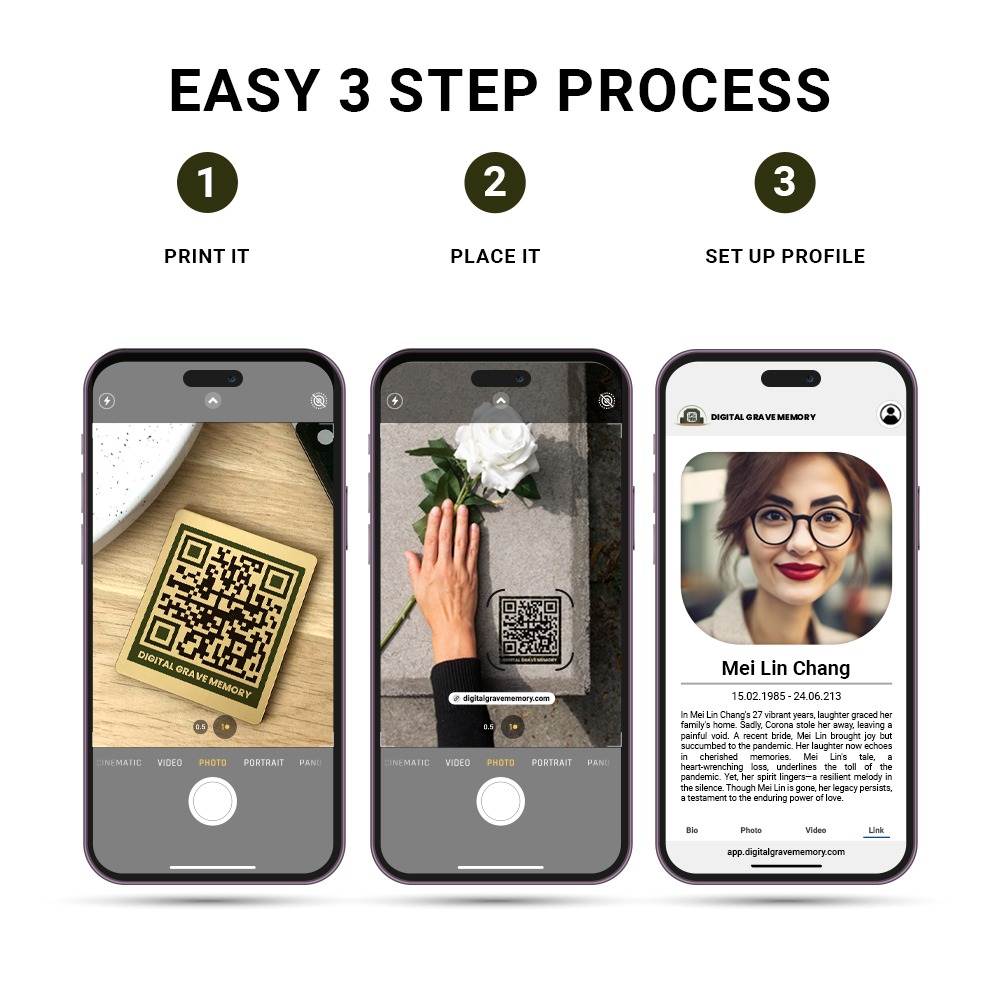 EASY 3 STEP PROCESS
1
2
3
PRINT IT
PLACE IT
SET UP PROFILE
DIGITAL GRAVE MEMORY
0.5
1
CINEMATIC VIDEO PHOTO PORTRAIT PANO
DIGITAL GRAVE MEMORY
digitalgravememory.com
0.5
1
CINEMATIC VIDEO PHOTO PORTRAIT PANO
DIGITAL GRAVE MEMORY
Mei Lin Chang
15.02.1985 - 24.06.213
In Mei Lin Chang's 27 vibrant years, laughter graced her
family's home. Sadly, Corona stole her away, leaving a
painful void. A recent bride, Mei Lin brought joy but
succumbed to the pandemic. Her laughter now echoes
in cherished memories. Mei Lin's tale, a
heart-wrenching loss, underlines the toll of the
pandemic. Yet, her spirit lingers—a resilient melody in
the silence. Though Mei Lin is gone, her legacy persists,
a testament to the enduring power of love.
Bio Photo Video Link
app.digitalgravememory.com